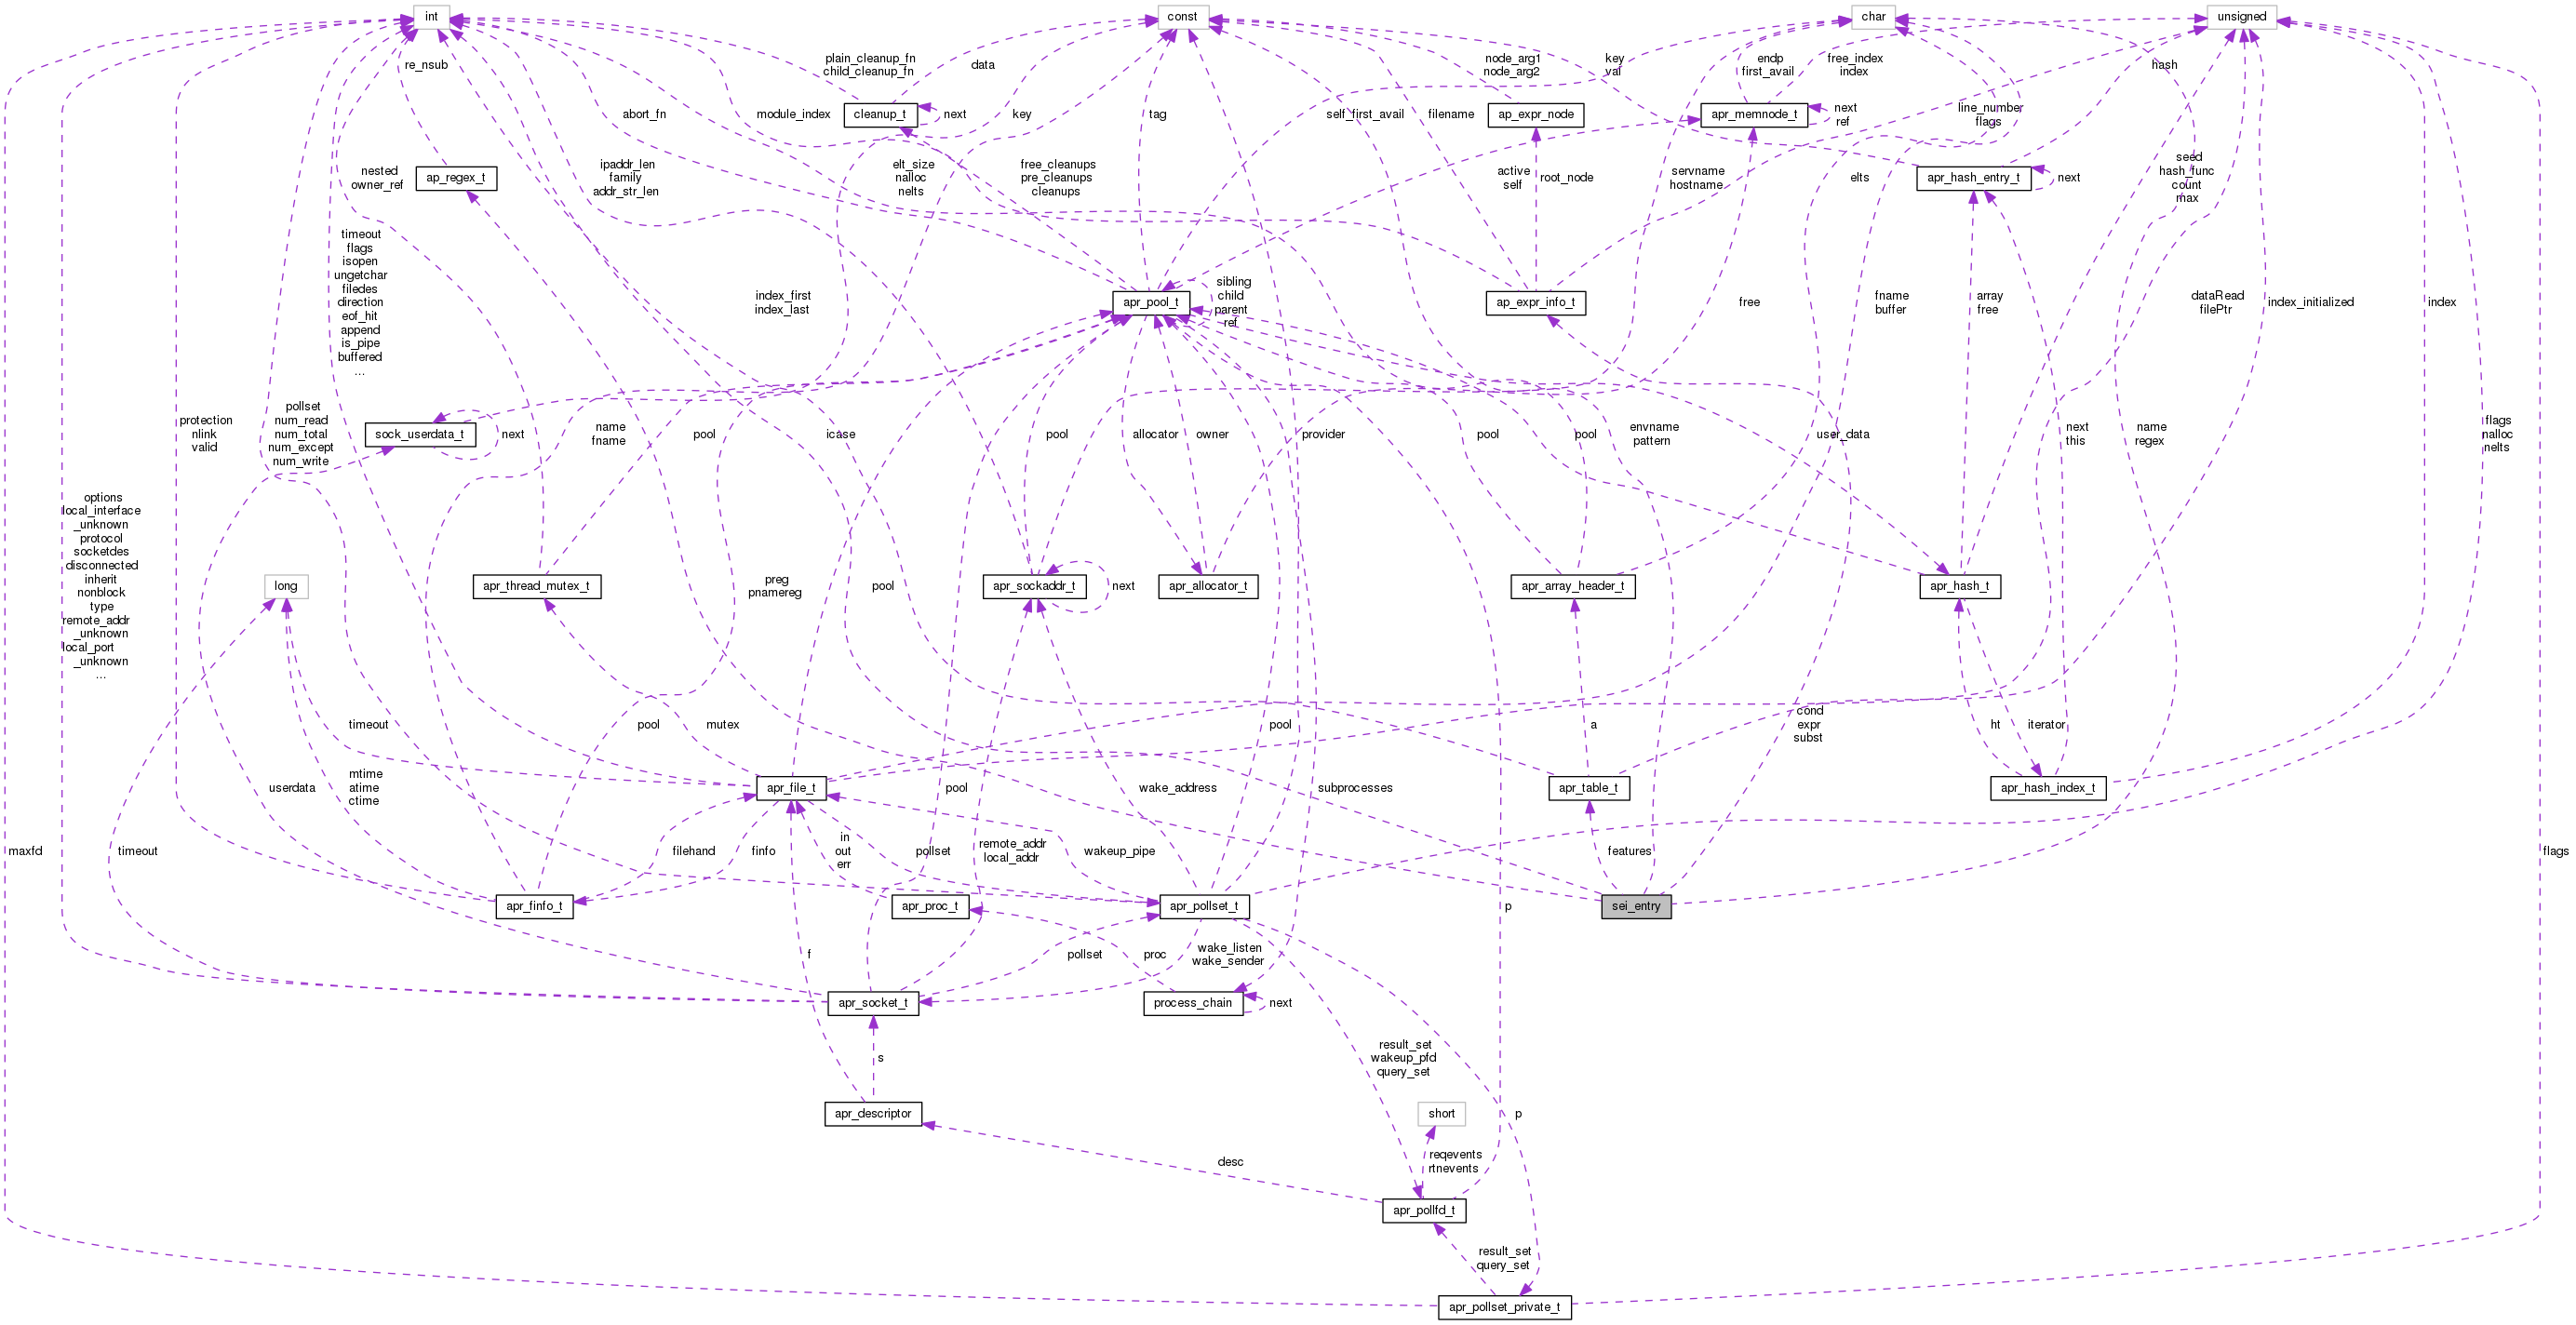 int
const
char
unsigned
re_nsub
plain_cleanup_fn
child_cleanup_fn
data
node_arg1
node_arg2
key
val
endp
first_avail
free_index
index
hash
cleanup_t
next
abort_fn
module_index
key
tag
self_first_avail
filename
ap_expr_node
apr_memnode_t
next
ref
line_number
flags
nested
owner_ref
ap_regex_t
ipaddr_len
family
addr_str_len
elt_size
nalloc
nelts
free_cleanups
pre_cleanups
cleanups
active
self
root_node
servname
hostname
elts
apr_hash_entry_t
next
seed
hash_func
count
max
timeout
flags
isopen
ungetchar
filedes
direction
eof_hit
append
is_pipe
buffered
...
index_first
index_last
apr_pool_t
sibling
child
parent
ref
ap_expr_info_t
free
fname
buffer
array
free
dataRead
filePtr
index_initialized
index
protection
nlink
valid
pollset
num_read
num_total
num_except
num_write
sock_userdata_t
next
name
fname
pool
icase
pool
allocator
owner
provider
pool
pool
envname
pattern
user_data
name
regex
next
this
flags
nalloc
nelts
options
local_interface
_unknown
protocol
socketdes
disconnected
inherit
nonblock
type
remote_addr
_unknown
local_port
_unknown
...
long
apr_thread_mutex_t
preg
pnamereg
pool
apr_sockaddr_t
next
apr_allocator_t
apr_array_header_t
apr_hash_t
timeout
pool
mutex
pool
a
cond
expr
subst
ht
iterator
userdata
mtime
atime
ctime
apr_file_t
pool
wake_address
subprocesses
apr_table_t
apr_hash_index_t
maxfd
timeout
filehand
finfo
in
out
err
pollset
remote_addr
local_addr
wakeup_pipe
features
flags
apr_finfo_t
apr_proc_t
apr_pollset_t
p
sei_entry
f
pollset
proc
wake_listen
wake_sender
apr_socket_t
process_chain
next
s
result_set
wakeup_pfd
query_set
apr_descriptor
short
p
desc
reqevents
rtnevents
apr_pollfd_t
result_set
query_set
apr_pollset_private_t